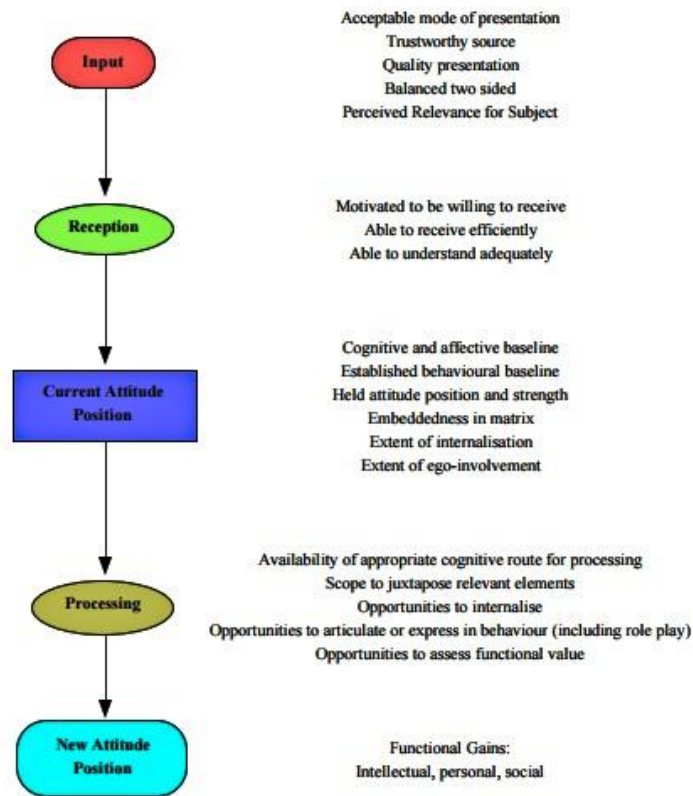 Input
Acceptable mode of presentation
Trustworthy source
Quality presentation
Balanced two sided
Perceived Relevance for Subject
Reception
Motivated to be willing to receive
Able to receive efficiently
Able to understand adequately
Current Attitude
Position
Cognitive and affective baseline
Established behavioural baseline
Held attitude position and strength
Embeddedness in matrix
Extent of internalisation
Extent of ego-involvement
Processing
Availability of appropriate cognitive route for processing
Scope to juxtapose relevant elements
Opportunities to internalise
Opportunities to articulate or express in behaviour (including role play)
Opportunities to assess functional value
New Attitude
Position
Functional Gains:
Intellectual, personal, social